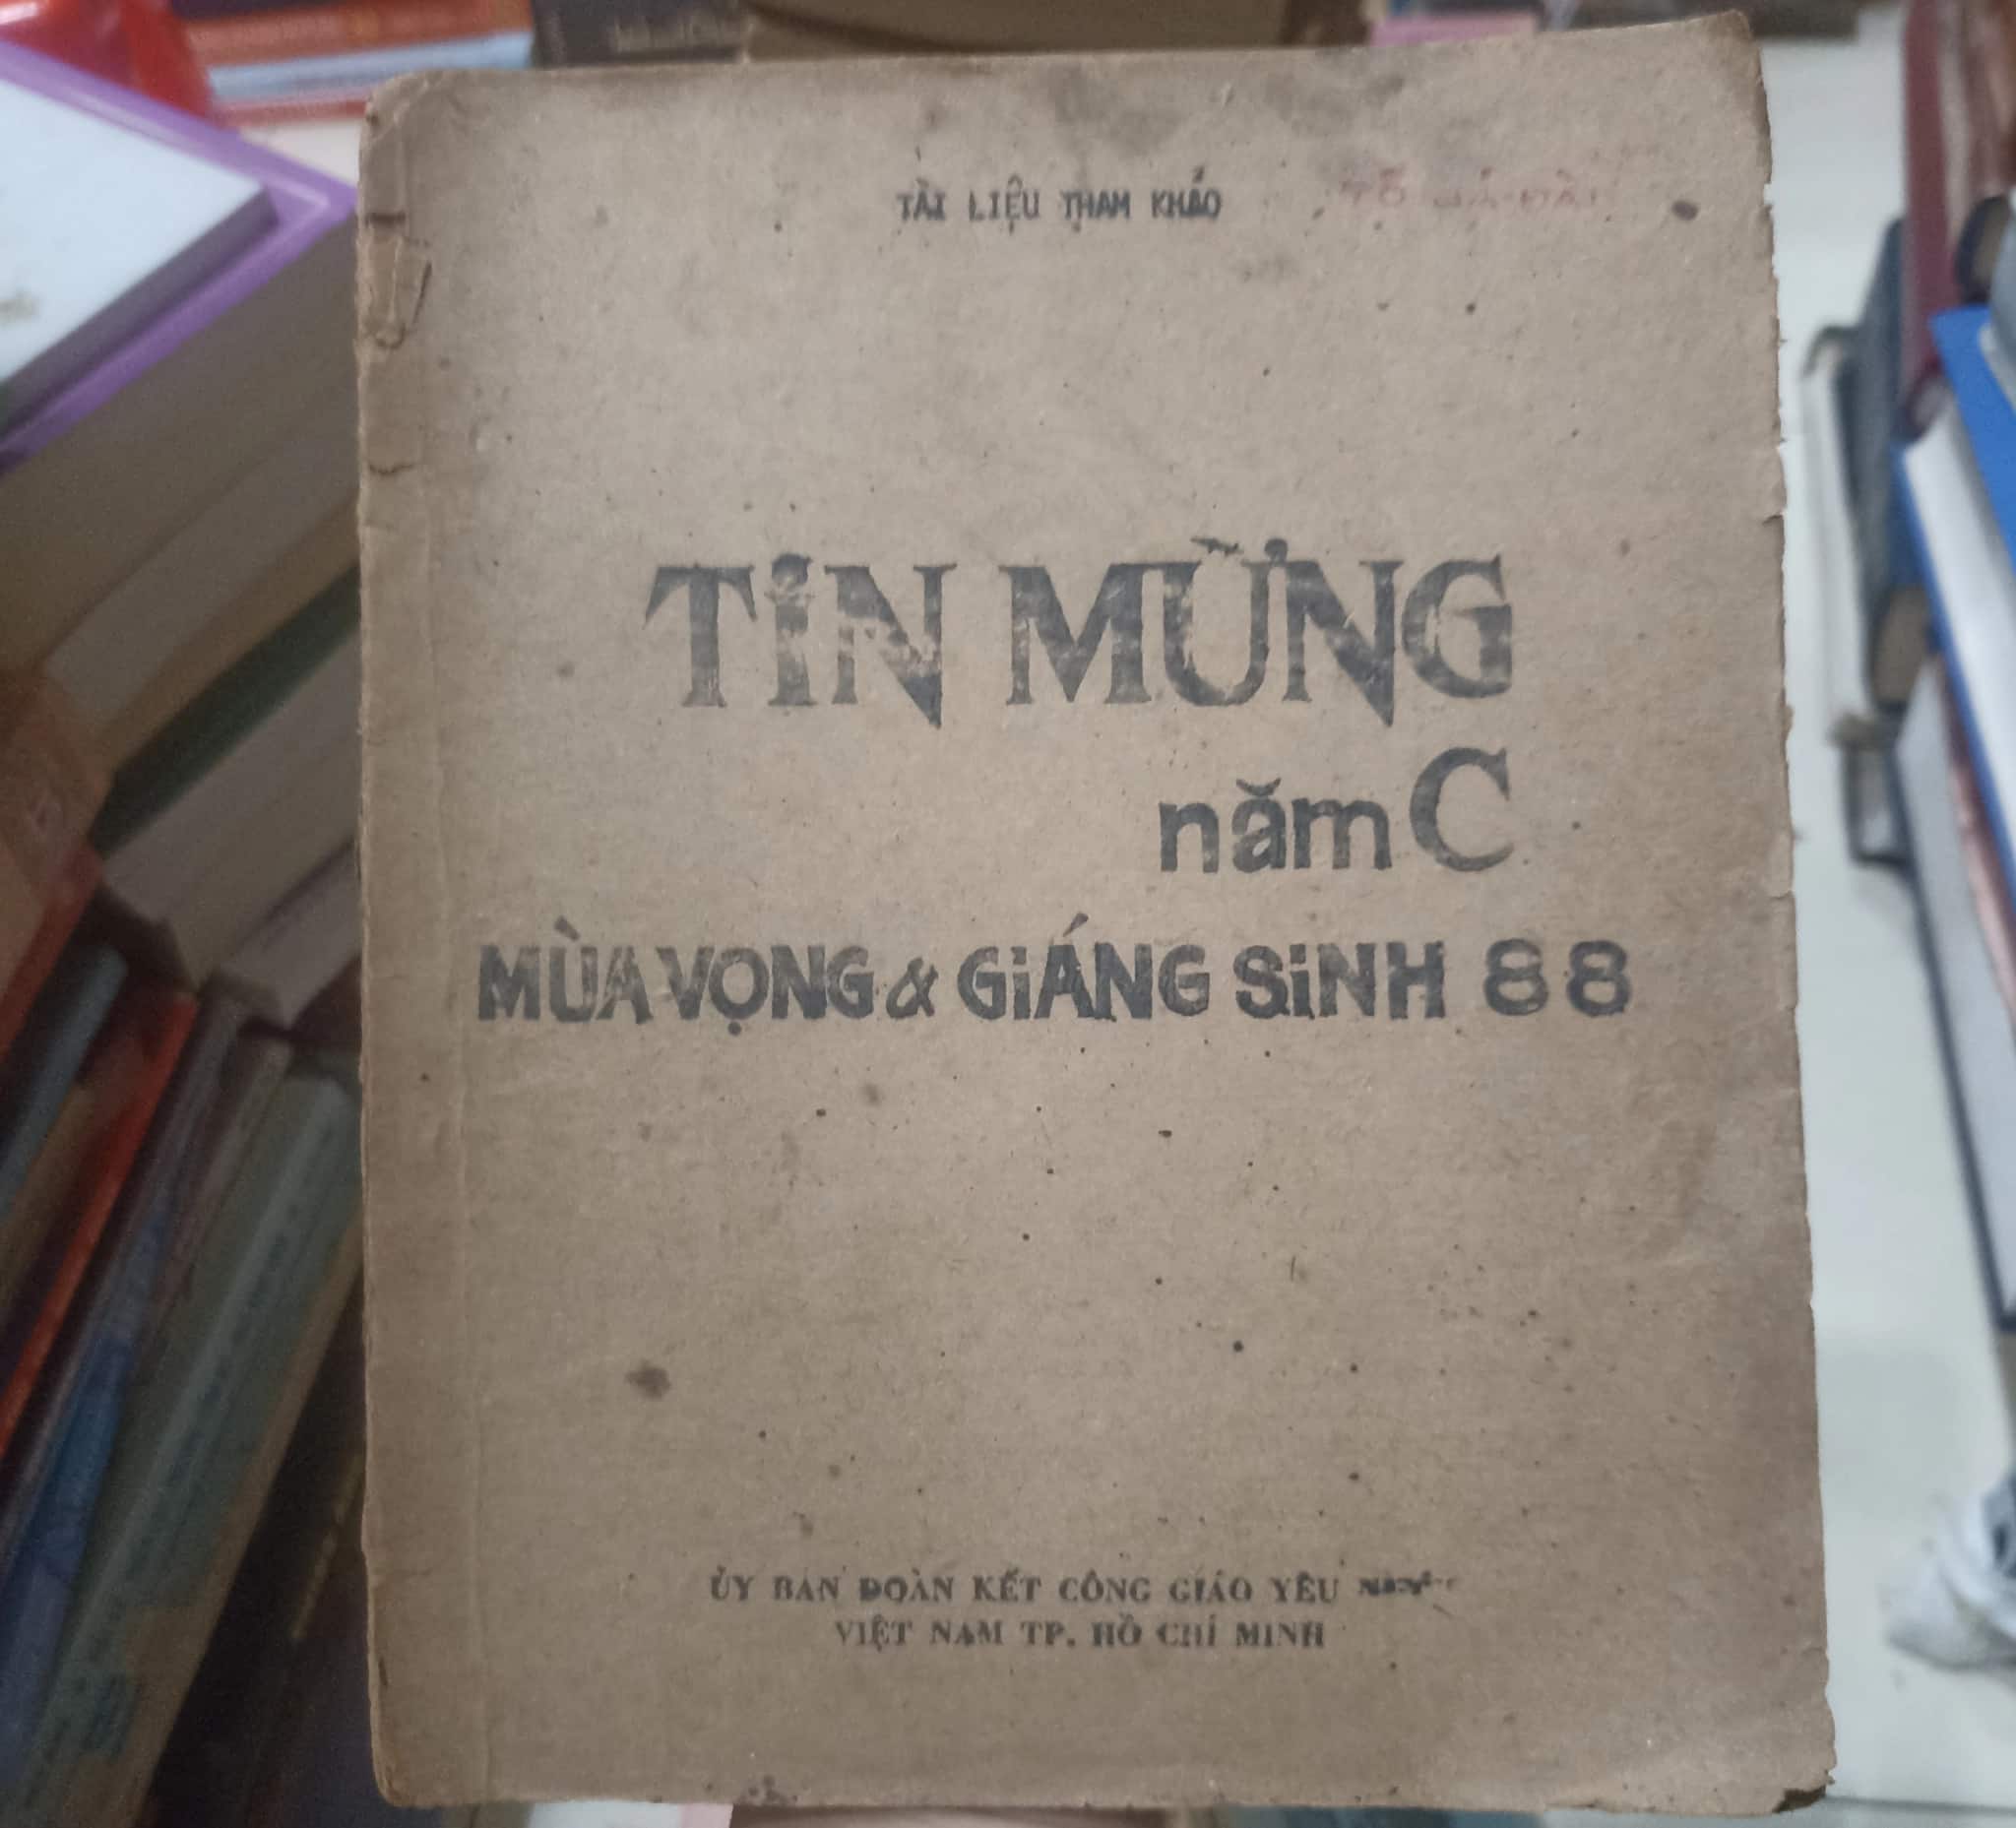 TÀI LIỆU THAM KHẢO
TiN MỪNG
năm C
MÙA VỌNG & GiÁNG SiNH 88
ỦY BAN ĐOÀN KẾT CÔNG GIÁO YÊU
VIỆT NAM TP. HỒ CHÍ MINH